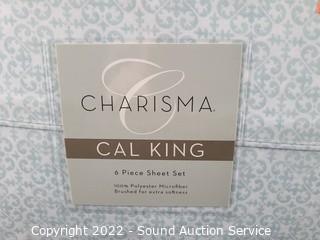 CHARISMA
CAL KING
6 Piece Sheet Set
100% Polyester Microfiber
Brushed for extra softness
Copyright 2022 - Sound Auction Service